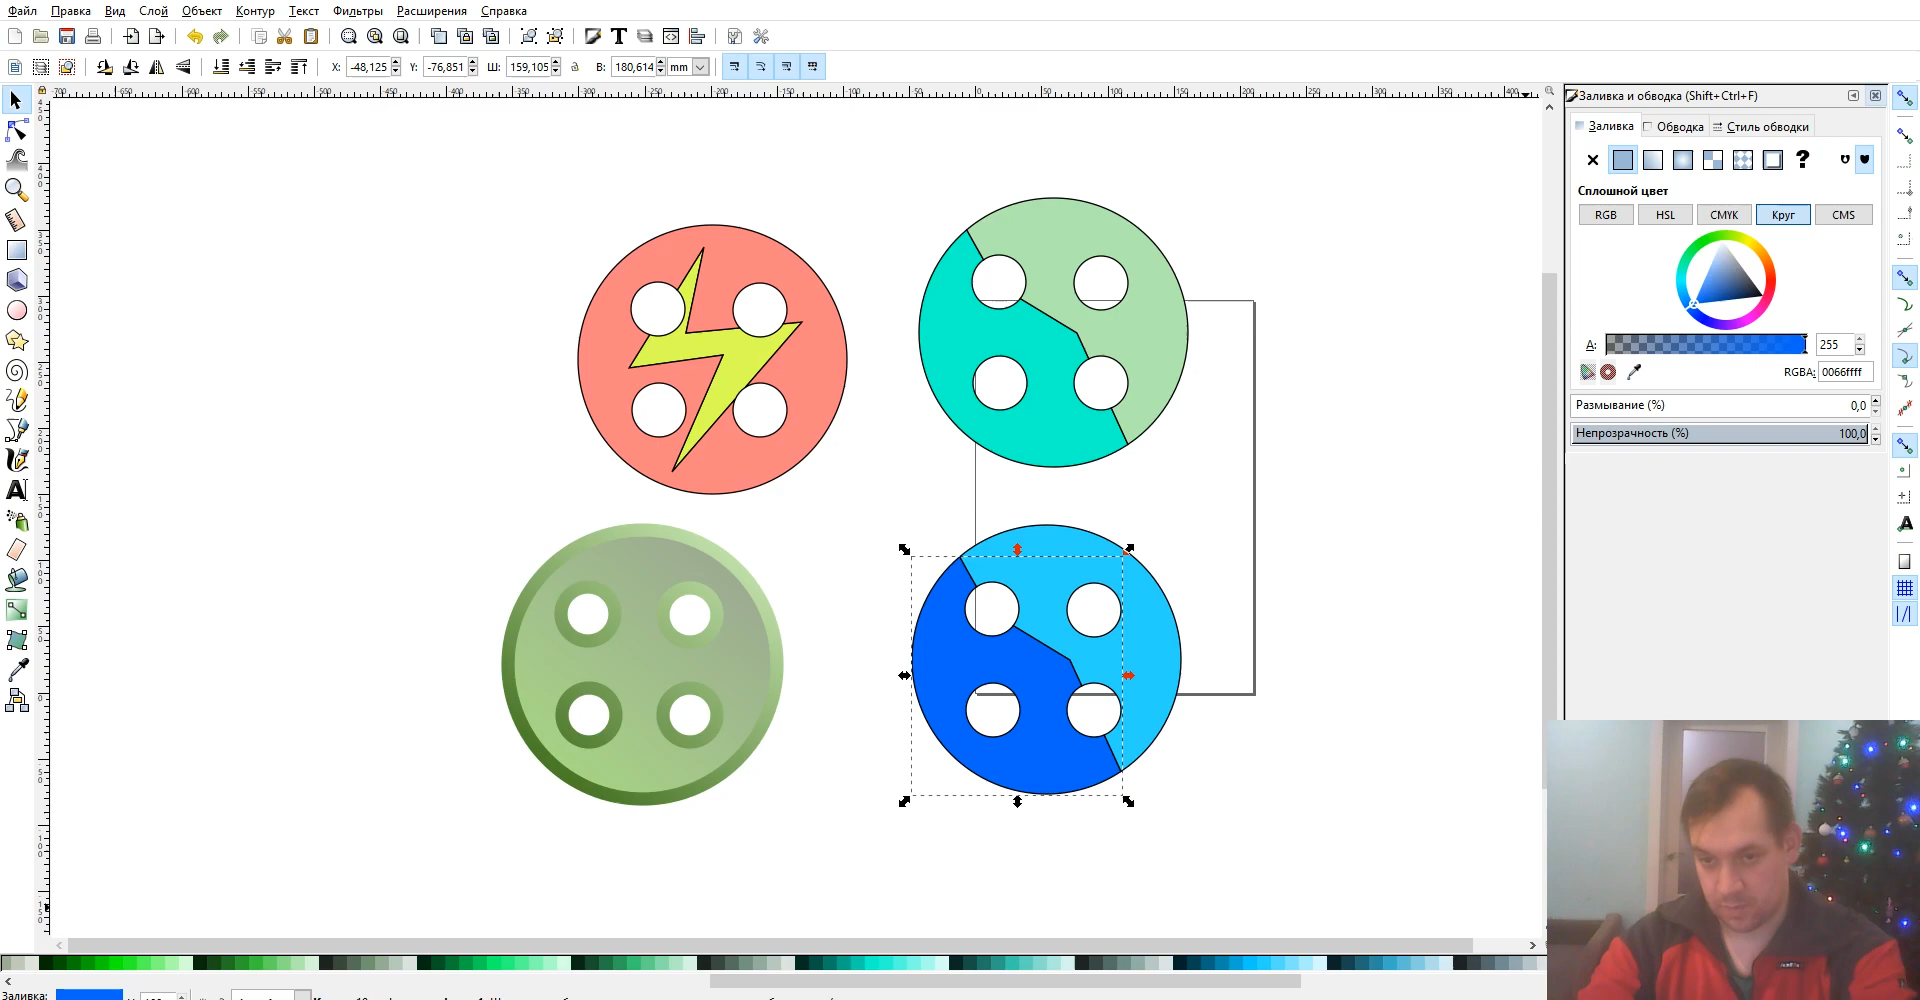 Файл Правка Вид Слой Объект Контур Текст Фильтры Расширения Справка
X: -48,125 Y: -76,851 Ш: 159,105 В: 180,614 mm
Заливка и обводка (Shift+Ctrl+F)
Заливка Обводка Стиль обводки
Сплошной цвет
RGB HSL CMYK Круг CMS
A: 255
RGBA: 0066ffff
Размывание (%) 0,0
Непрозрачность (%) 100,0
Заливка: